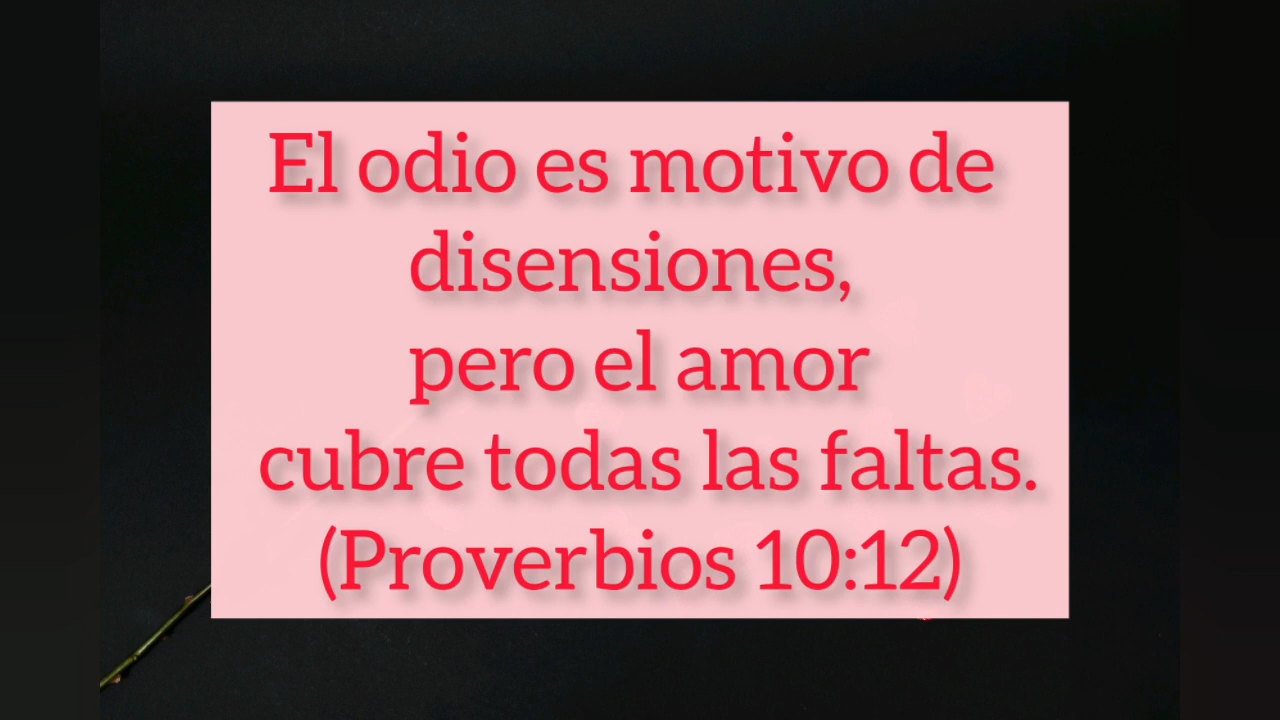 El odio es motivo de
disensiones,
pero el amor
cubre todas las faltas.
(Proverbios 10:12)